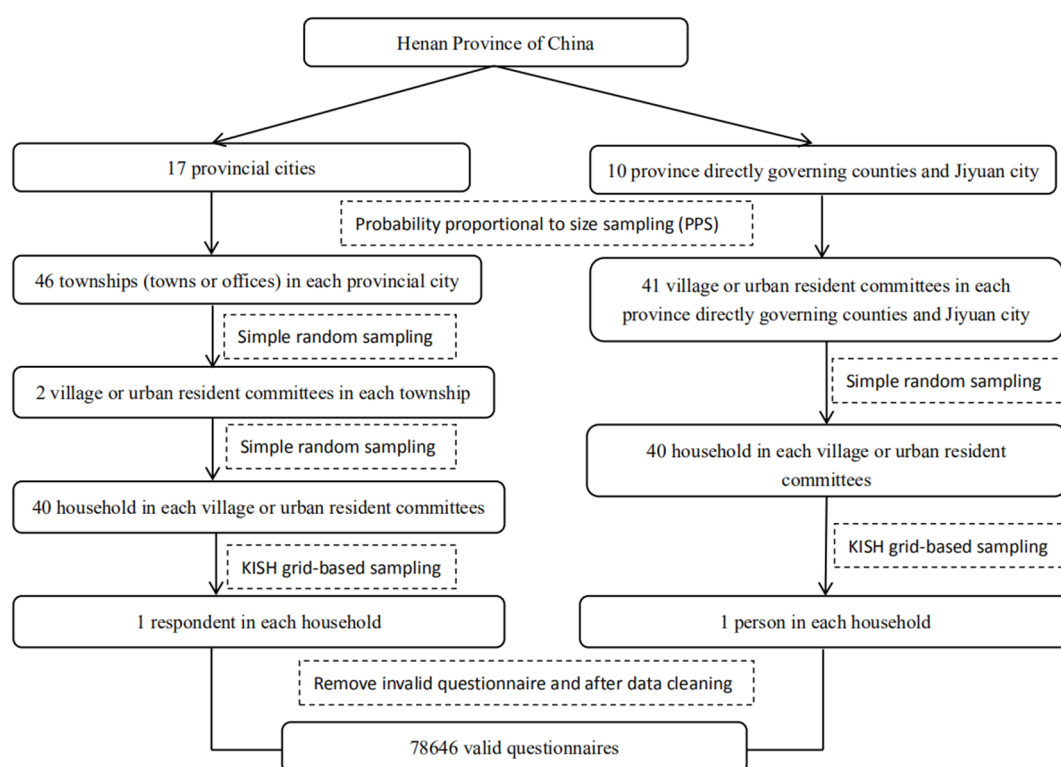 Henan Province of China
17 provincial cities
10 province directly governing counties and Jiyuan city
Probability proportional to size sampling (PPS)
46 townships (towns or offices) in each provincial city
41 village or urban resident committees in each
province directly governing counties and Jiyuan city
Simple random sampling
Simple random sampling
2 village or urban resident committees in each township
Simple random sampling
40 household in each village or urban resident
committees
40 household in each village or urban resident committees
KISH grid-based sampling
KISH grid-based sampling
1 respondent in each household
1 person in each household
Remove invalid questionnaire and after data cleaning
78646 valid questionnaires